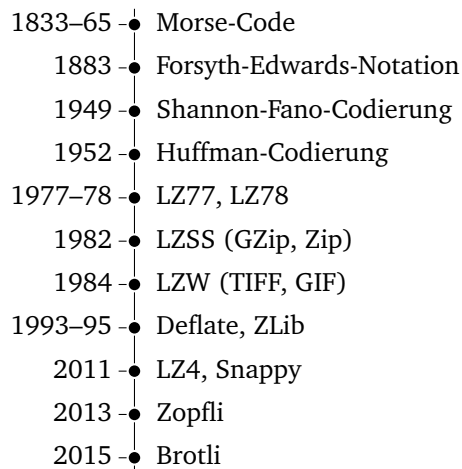 1833–65 Morse-Code
1883 Forsyth-Edwards-Notation
1949 Shannon-Fano-Codierung
1952 Huffman-Codierung
1977–78 LZ77, LZ78
1982 LZSS (GZip, Zip)
1984 LZW (TIFF, GIF)
1993–95 Deflate, ZLib
2011 LZ4, Snappy
2013 Zopfli
2015 Brotli